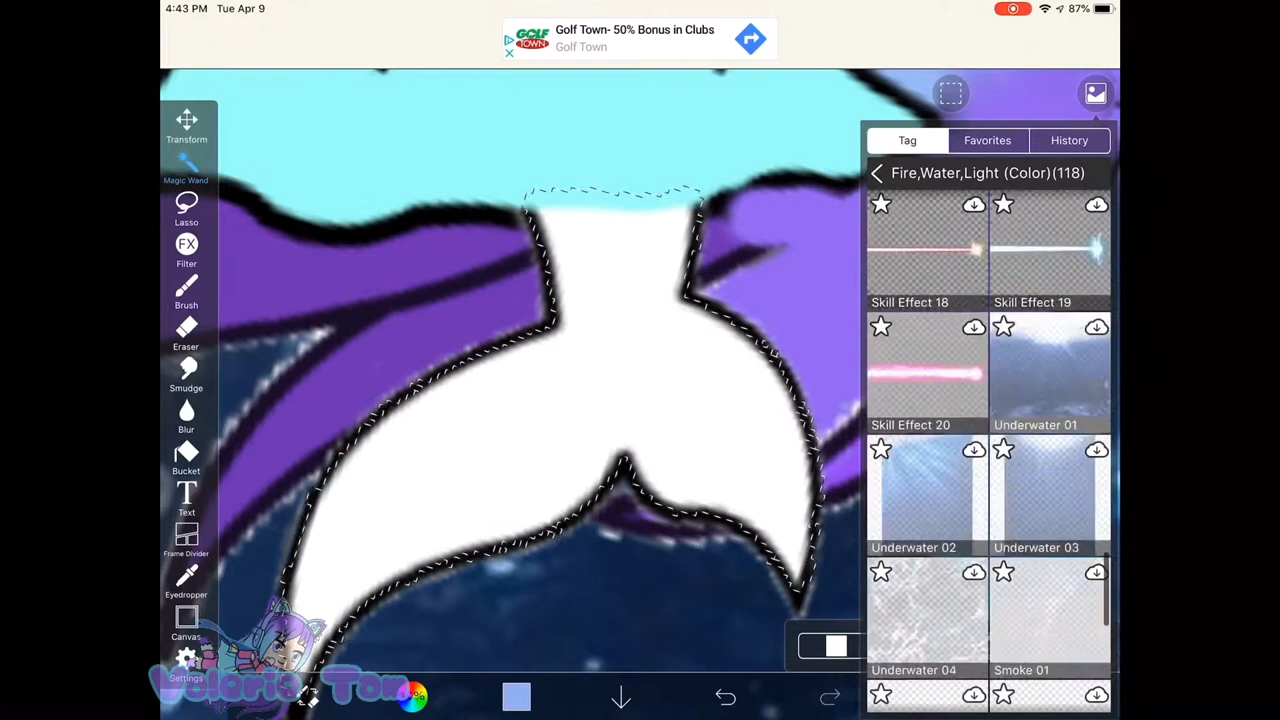 4:43 PM Tue Apr 9
87%
GOLF TOWN
Golf Town- 50% Bonus in Clubs
Golf Town
Transform
Magic Wand
Lasso
FX
Filter
Brush
Eraser
Smudge
Blur
Bucket
T
Text
Frame Divider
Eyedropper
Canvas
Settings
Tag Favorites History
Fire,Water,Light (Color)(118)
Skill Effect 18 Skill Effect 19
Skill Effect 20 Underwater 01
Underwater 02 Underwater 03
Underwater 04 Smoke 01